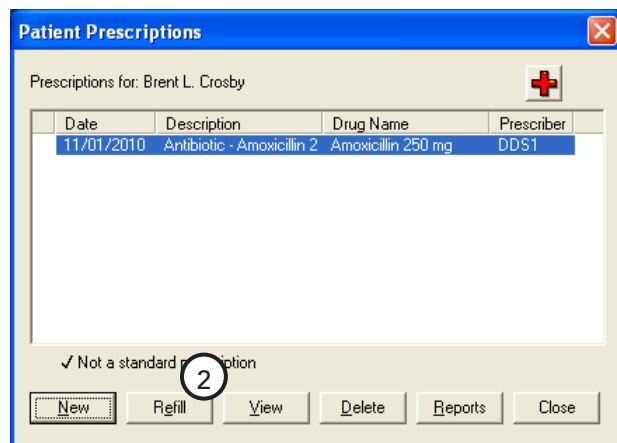 Patient Prescriptions
Prescriptions for: Brent L. Crosby
Date Description Drug Name Prescriber
11/01/2010 Antibiotic - Amoxicillin 2 Amoxicillin 250 mg DDS1
✓ Not a standard
2
New Refill View Delete Reports Close